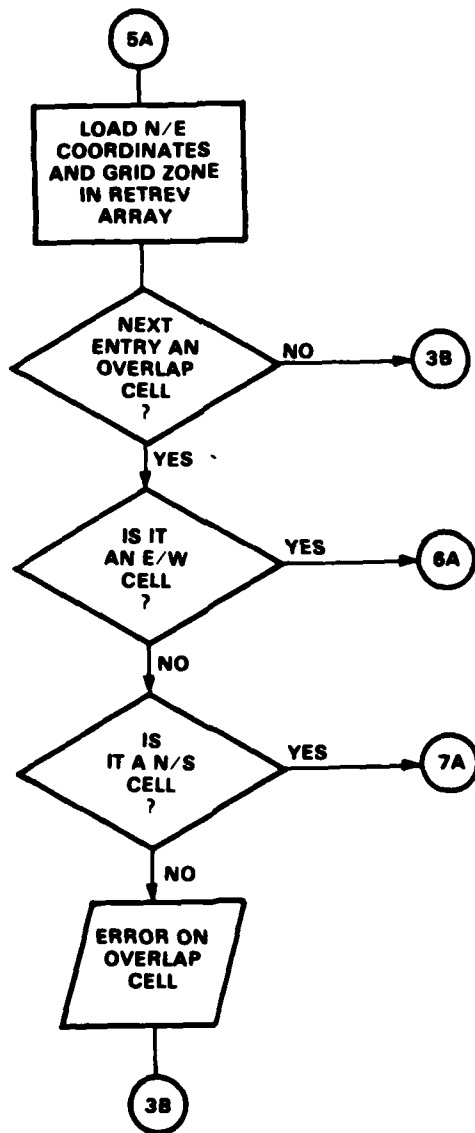 5A
LOAD N/E
COORDINATES
AND GRID ZONE
IN RETREV
ARRAY
NEXT
ENTRY AN
OVERLAP
CELL
?
NO
3B
YES
IS IT
AN E/W
CELL
?
YES
6A
NO
IS
IT A N/S
CELL
?
YES
7A
NO
ERROR ON
OVERLAP
CELL
3B